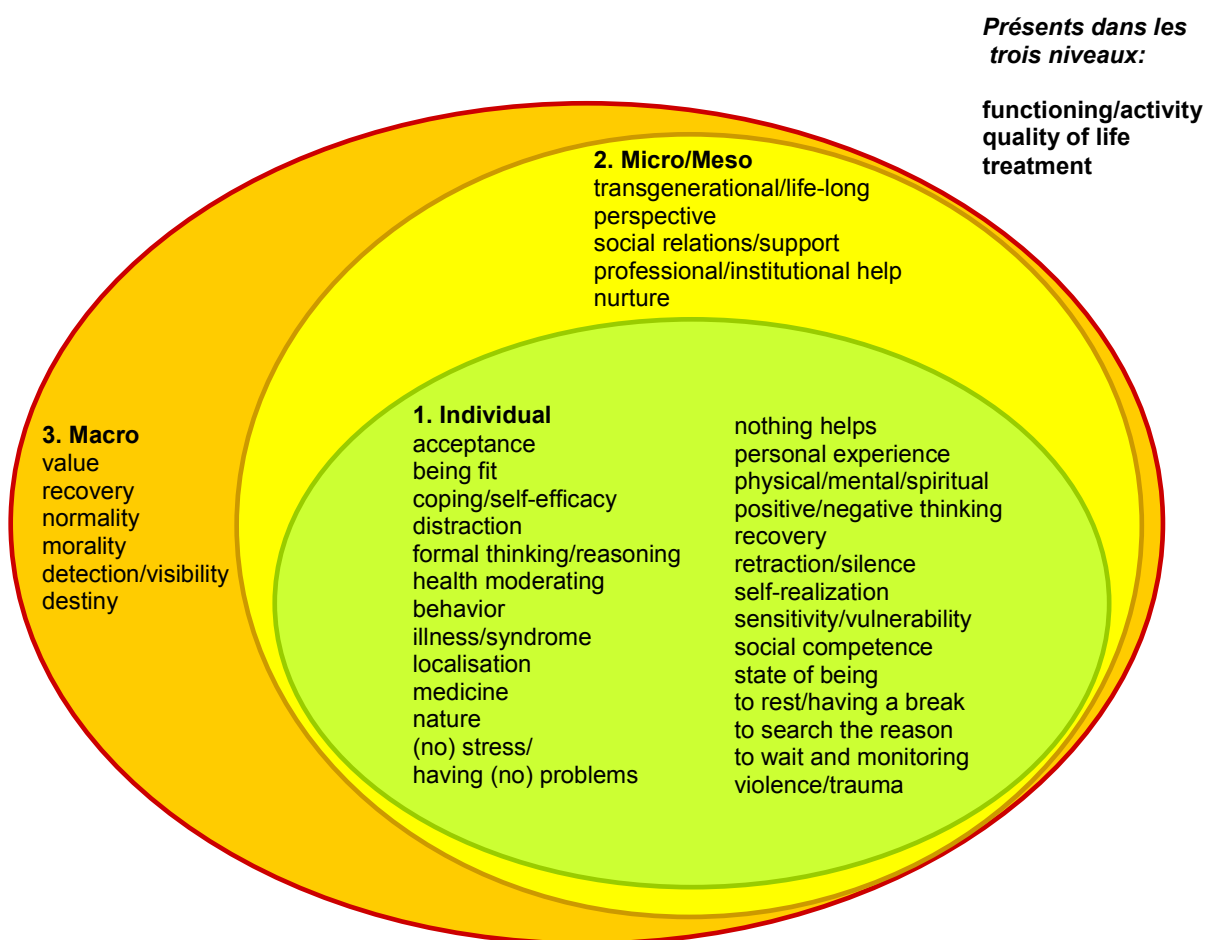 Présents dans les
trois niveaux:
functioning/activity
quality of life
treatment
2. Micro/Meso
transgenerational/life-long
perspective
social relations/support
professional/institutional help
nurture
3. Macro
value
recovery
normality
morality
detection/visibility
destiny
1. Individual
acceptance
being fit
coping/self-efficacy
distraction
formal thinking/reasoning
health moderating
behavior
illness/syndrome
localisation
medicine
nature
(no) stress/
having (no) problems
nothing helps
personal experience
physical/mental/spiritual
positive/negative thinking
recovery
retraction/silence
self-realization
sensitivity/vulnerability
social competence
state of being
to rest/having a break
to search the reason
to wait and monitoring
violence/trauma